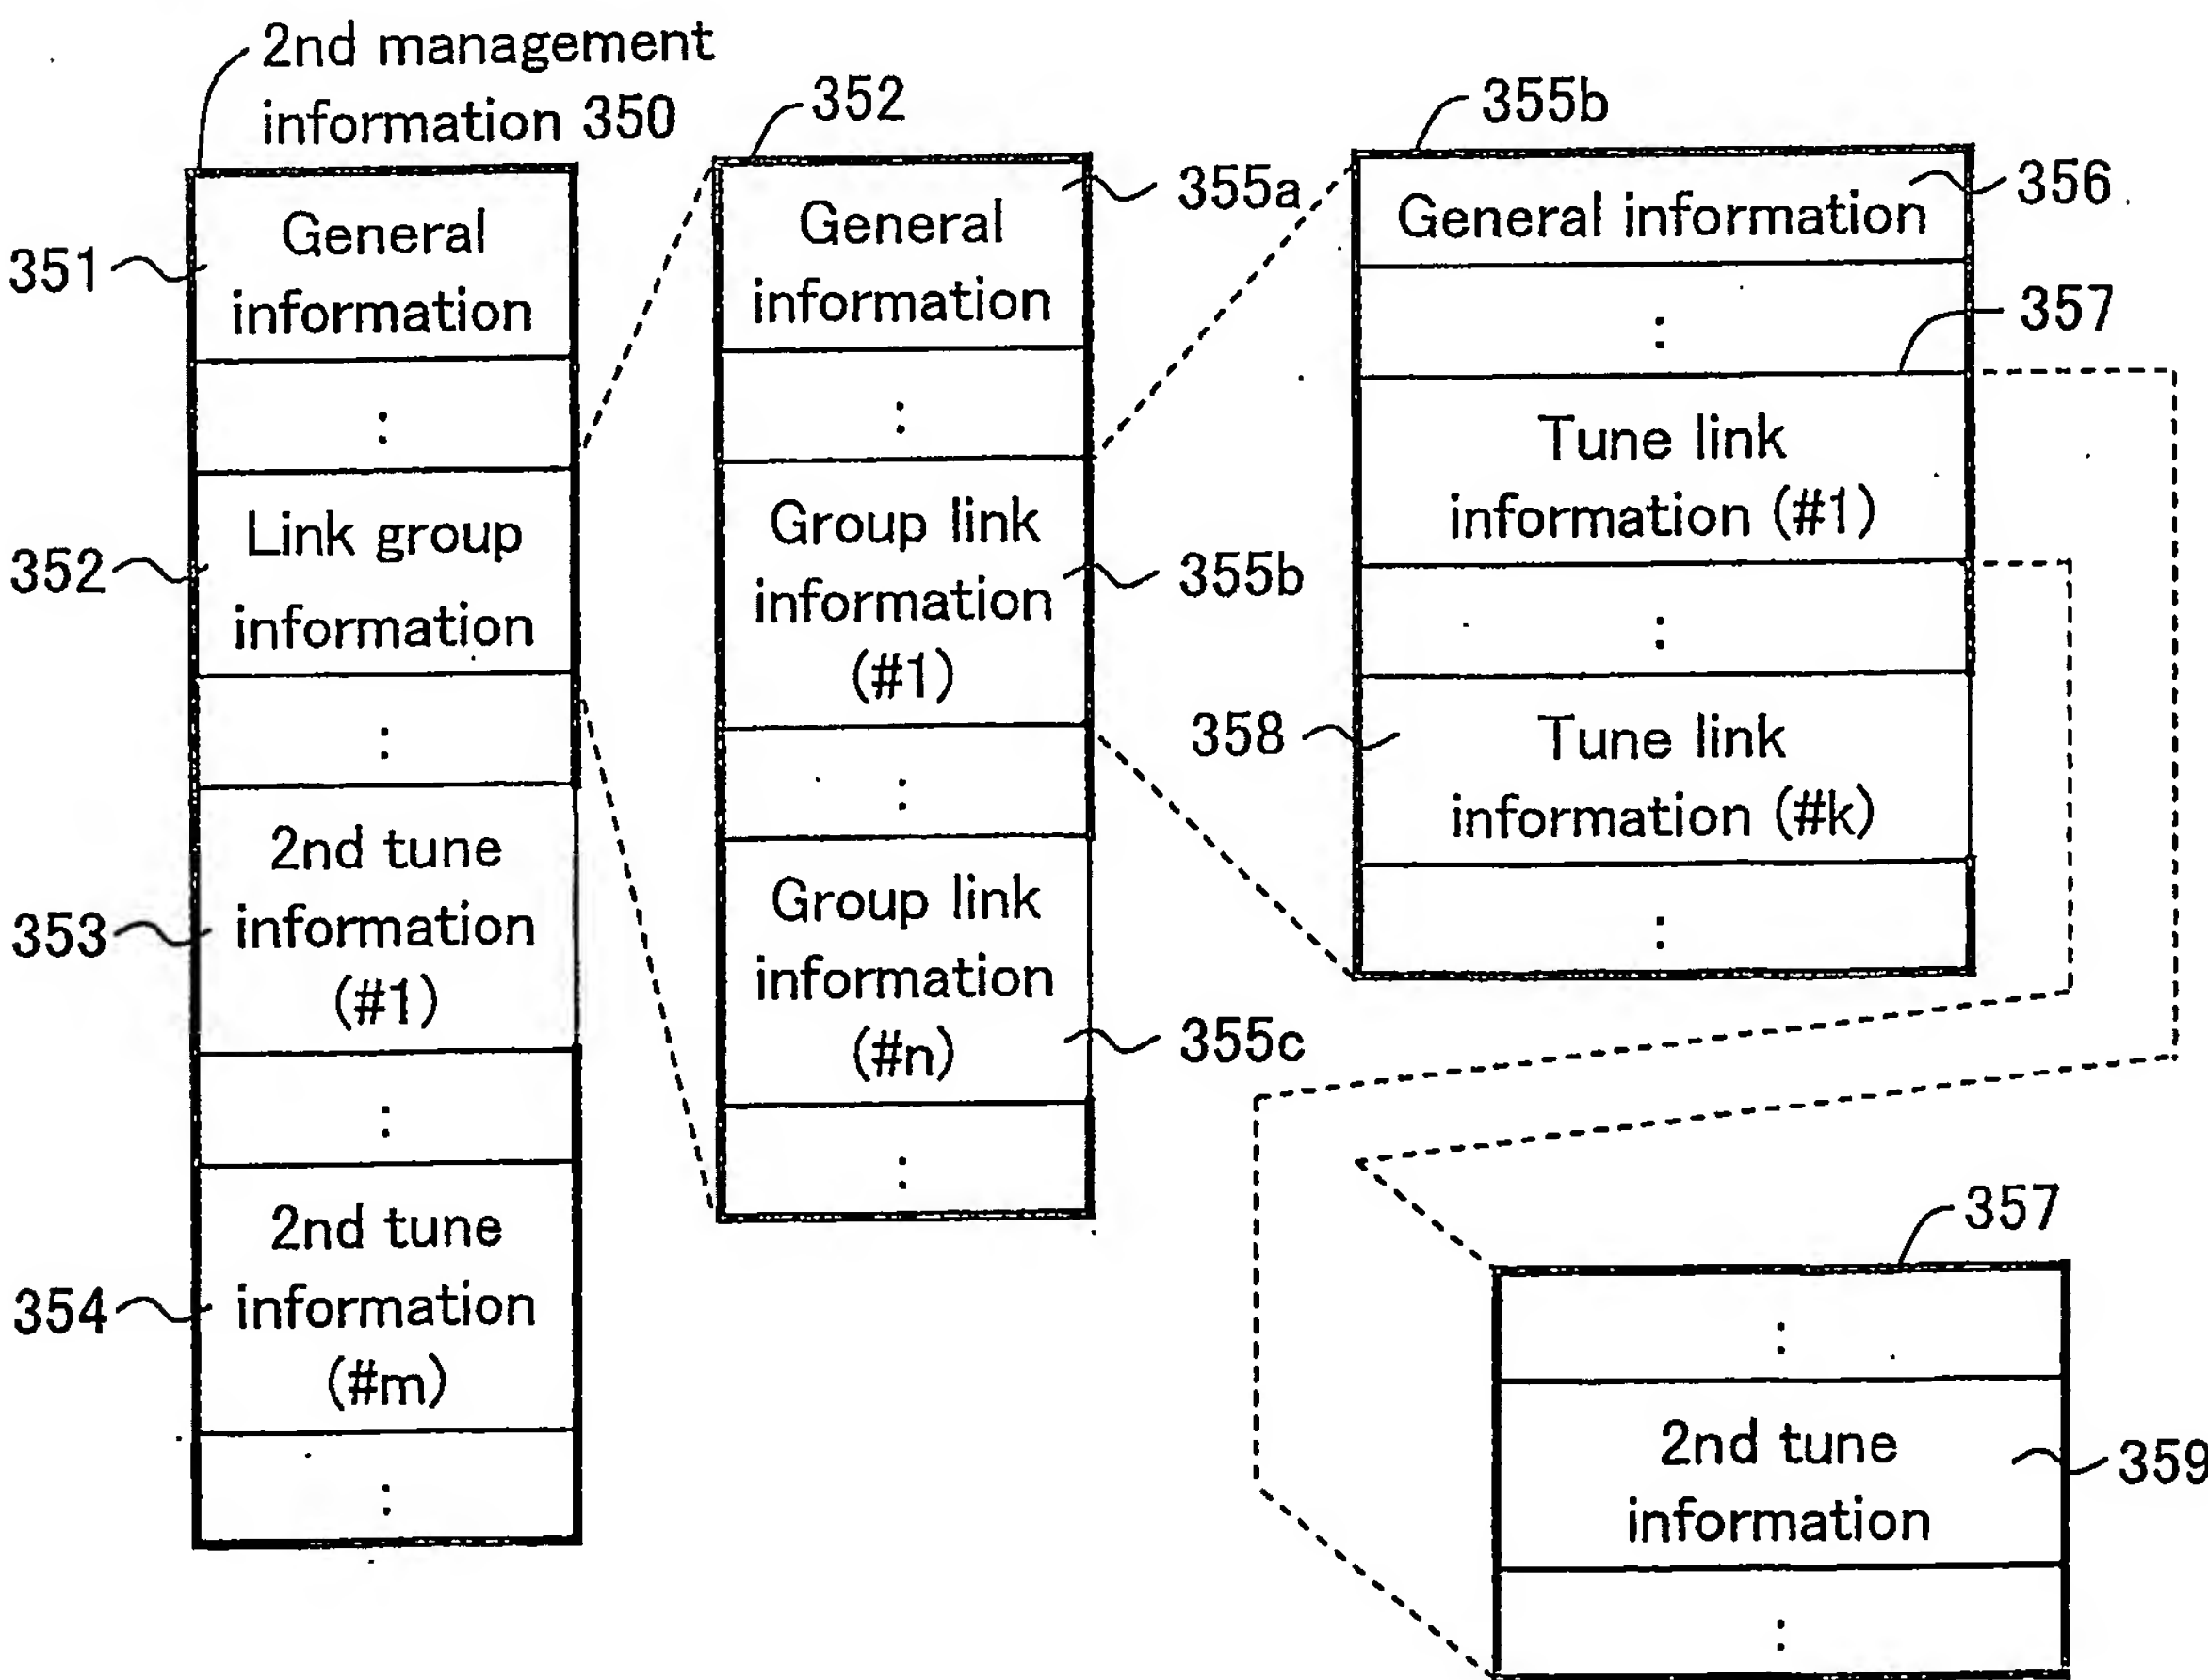 2nd management
information 350
351
General
information
:
352
Link group
information
:
353
2nd tune
information
(#1)
:
354
2nd tune
information
(#m)
:
352
355a
General
information
:
Group link
information
(#1)
355b
:
Group link
information
(#n)
355c
:
355b
356
General information
:
357
Tune link
information (#1)
:
358
Tune link
information (#k)
:
357
:
2nd tune
information
359
: